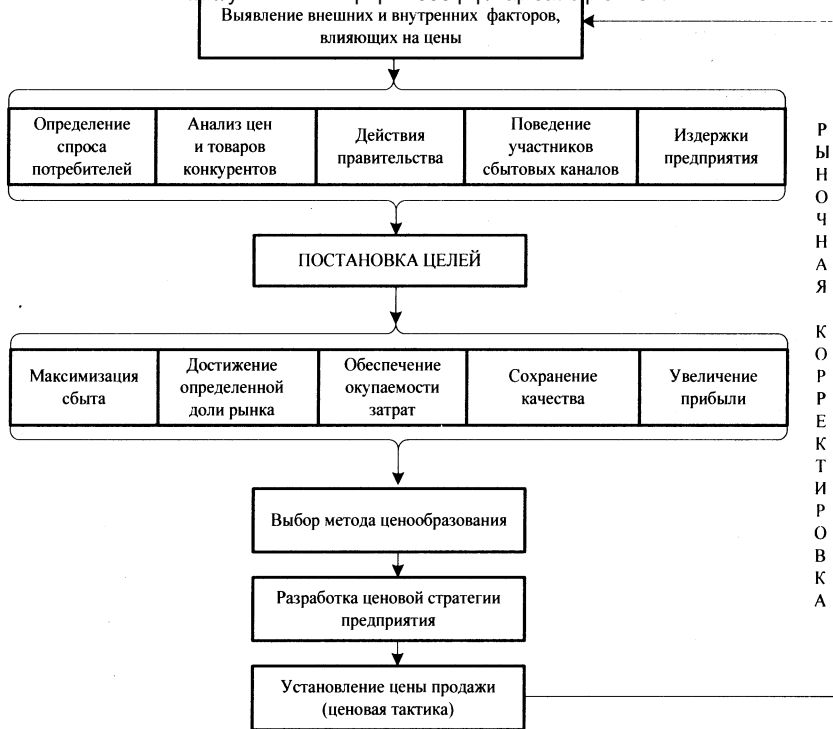 Выявление внешних и внутренних факторов,
влияющих на цены
Определение
спроса
потребителей
Анализ цен
и товаров
конкурентов
Действия
правительства
Поведение
участников
сбытовых каналов
Издержки
предприятия
ПОСТАНОВКА ЦЕЛЕЙ
Максимизация
сбыта
Достижение
определенной
доли рынка
Обеспечение
окупаемости
затрат
Сохранение
качества
Увеличение
прибыли
Выбор метода ценообразования
Разработка ценовой стратегии
предприятия
Установление цены продажи
(ценовая тактика)
РЫНОЧНАЯ КОРРЕКТИРОВКА